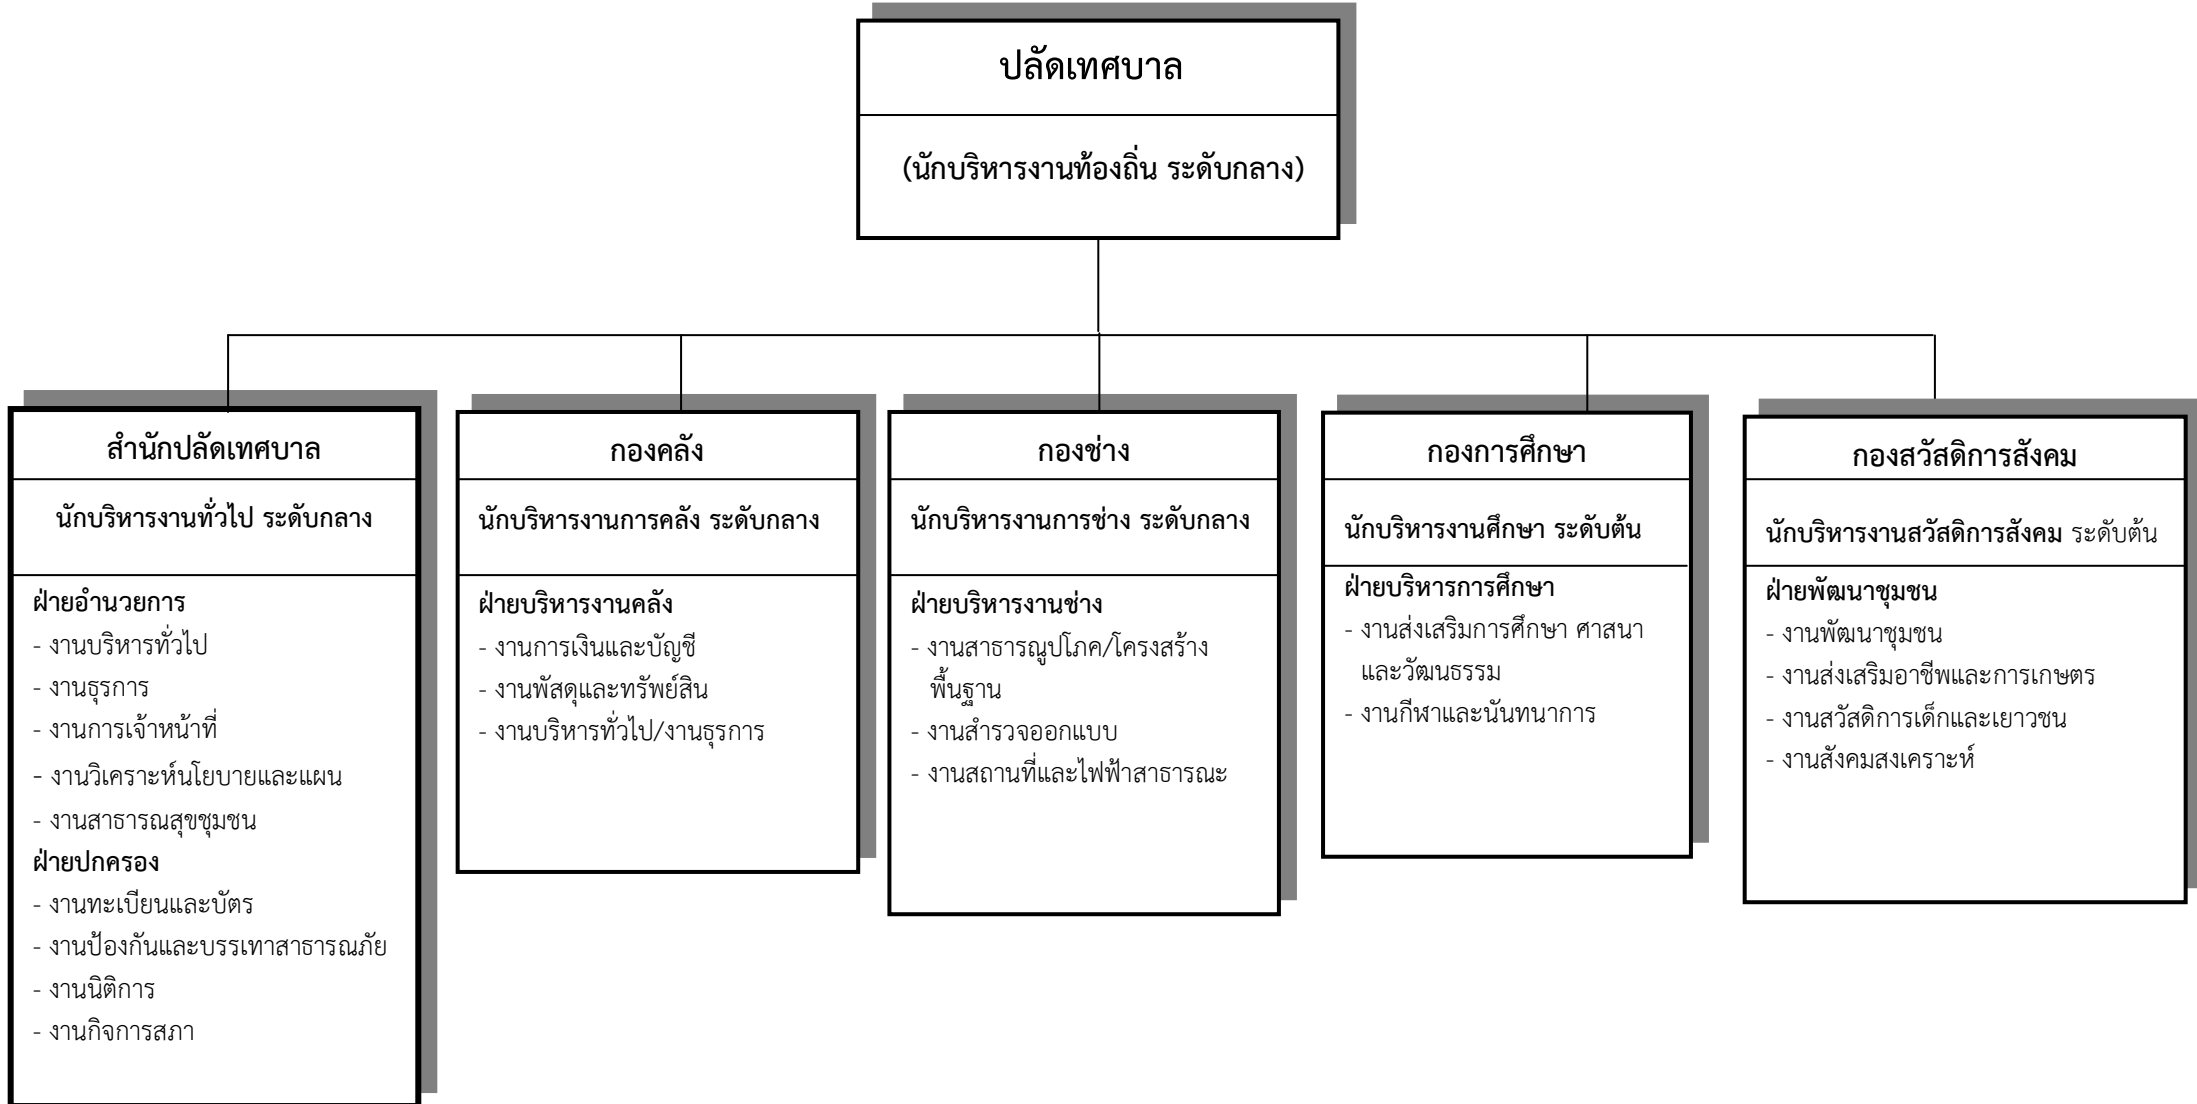 ปลัดเทศบาล
(นักบริหารงานท้องถิ่น ระดับกลาง)
สำนักปลัดเทศบาล
นักบริหารงานทั่วไป ระดับกลาง
ฝ่ายอำนวยการ
- งานบริหารทั่วไป
- งานธุรการ
- งานการเจ้าหน้าที่
- งานวิเคราะห์นโยบายและแผน
- งานสาธารณสุขชุมชน
ฝ่ายปกครอง
- งานทะเบียนและบัตร
- งานป้องกันและบรรเทาสาธารณภัย
- งานนิติการ
- งานกิจการสภา
กองคลัง
นักบริหารงานการคลัง ระดับกลาง
ฝ่ายบริหารงานคลัง
- งานการเงินและบัญชี
- งานพัสดุและทรัพย์สิน
- งานบริหารทั่วไป/งานธุรการ
กองช่าง
นักบริหารงานการช่าง ระดับกลาง
ฝ่ายบริหารงานช่าง
- งานสาธารณูปโภค/โครงสร้าง
พื้นฐาน
- งานสำรวจออกแบบ
- งานสถานที่และไฟฟ้าสาธารณะ
กองการศึกษา
นักบริหารงานศึกษา ระดับต้น
ฝ่ายบริหารการศึกษา
- งานส่งเสริมการศึกษา ศาสนา
และวัฒนธรรม
- งานกีฬาและนันทนาการ
กองสวัสดิการสังคม
นักบริหารงานสวัสดิการสังคม ระดับต้น
ฝ่ายพัฒนาชุมชน
- งานพัฒนาชุมชน
- งานส่งเสริมอาชีพและการเกษตร
- งานสวัสดิการเด็กและเยาวชน
- งานสังคมสงเคราะห์